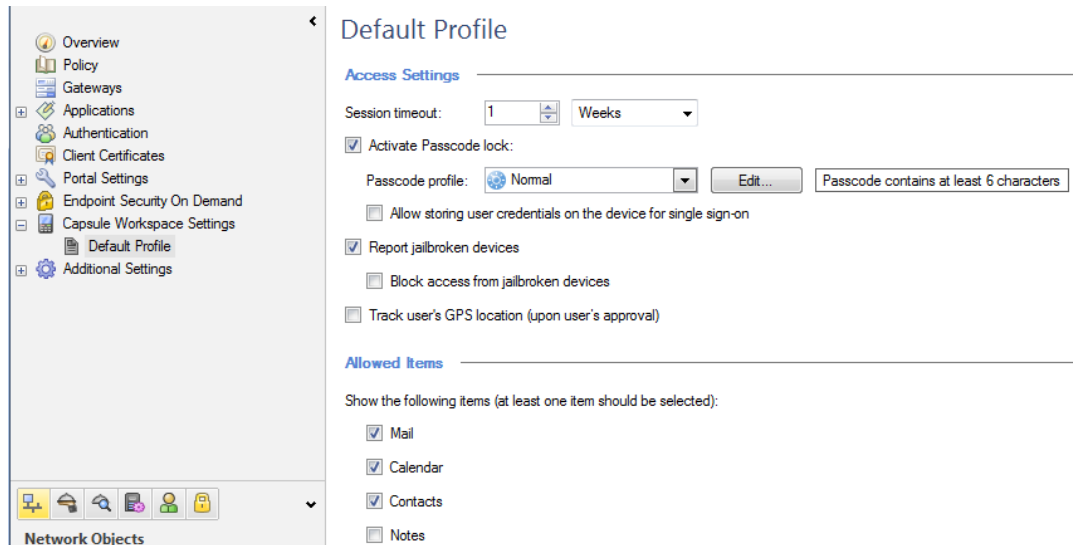 Overview
Policy
Gateways
Applications
Authentication
Client Certificates
Portal Settings
Endpoint Security On Demand
Capsule Workspace Settings
Default Profile
Additional Settings
Network Objects
Default Profile
Access Settings
Session timeout: 1 Weeks
Activate Passcode lock:
Passcode profile: Normal Edit... Passcode contains at least 6 characters
Allow storing user credentials on the device for single sign-on
Report jailbroken devices
Block access from jailbroken devices
Track user's GPS location (upon user's approval)
Allowed Items
Show the following items (at least one item should be selected):
Mail
Calendar
Contacts
Notes